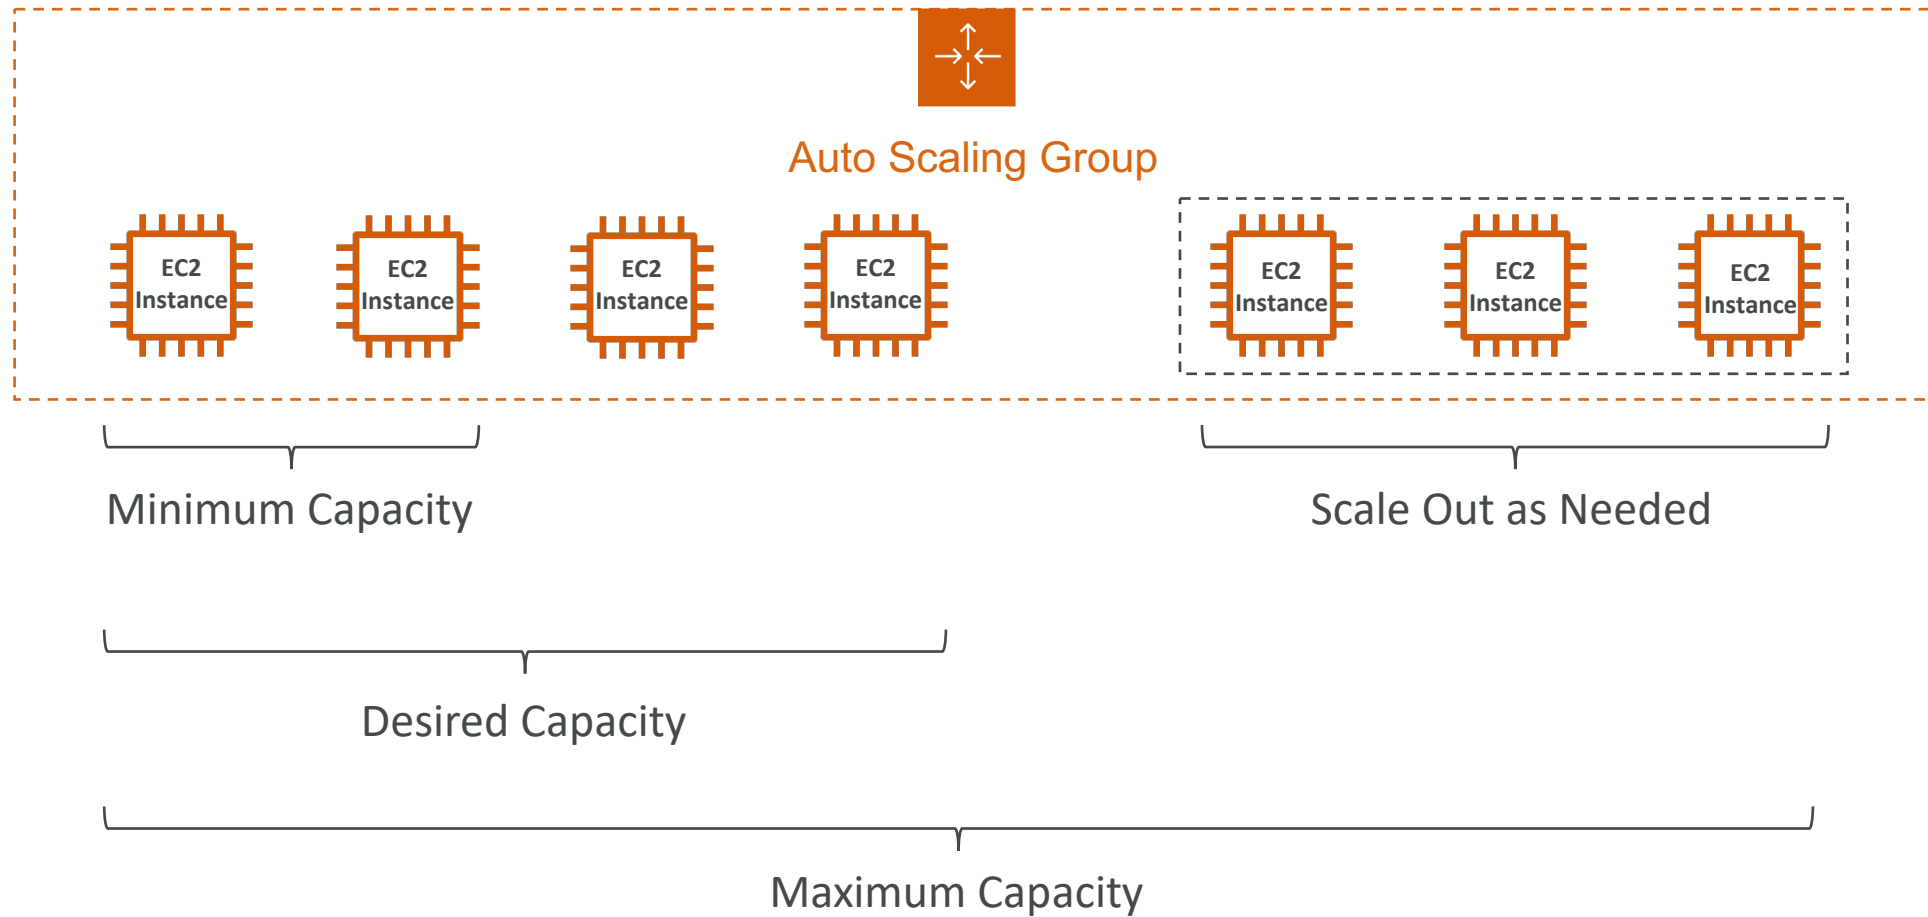 Auto Scaling Group
EC2
Instance
EC2
Instance
EC2
Instance
EC2
Instance
EC2
Instance
EC2
Instance
EC2
Instance
Minimum Capacity
Scale Out as Needed
Desired Capacity
Maximum Capacity